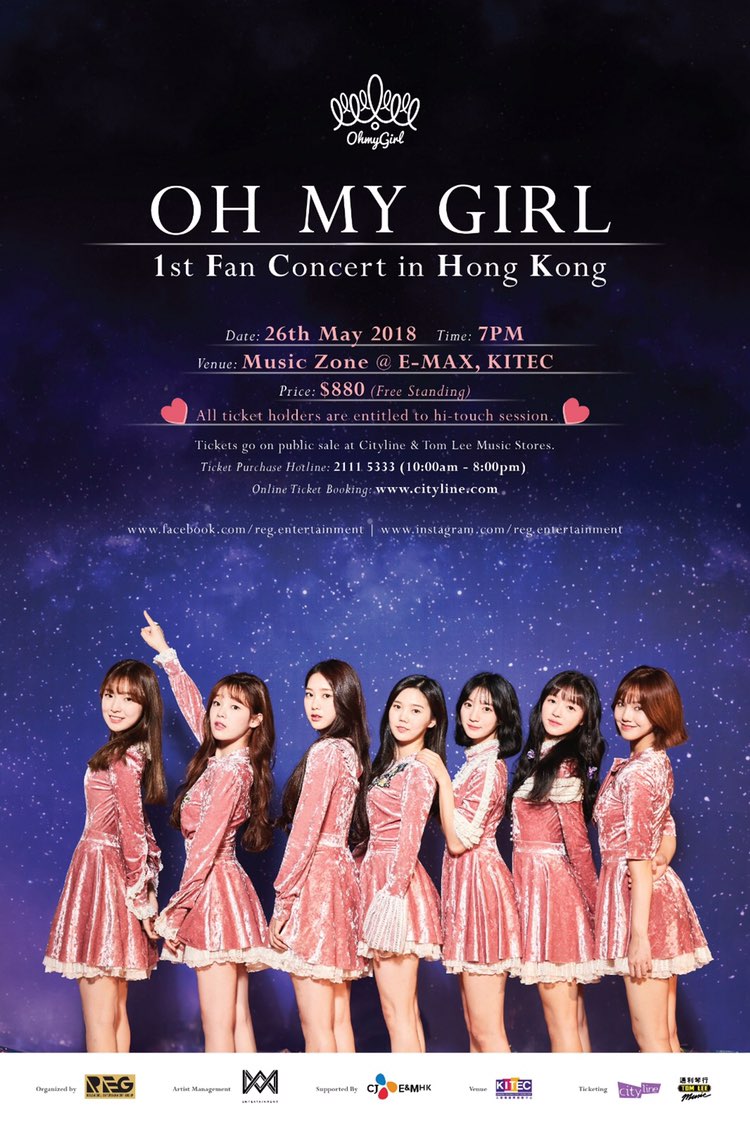 OhmyGirl
OH MY GIRL
1st Fan Concert in Hong Kong
Date: 26th May 2018 Time: 7PM
Venue: Music Zone @ E-MAX, KITEC
Price: $880 (Free Standing)
All ticket holders are entitled to hi-touch session.
Tickets go on public sale at Cityline & Tom Lee Music Stores.
Ticket Purchase Hotline: 2111 5333 (10:00am - 8:00pm)
Online Ticket Booking: www.cityline.com
www.facebook.com/reg.entertainment | www.instagram.com/reg.entertainment
Organized by REG Artist Management WM ENTERTAINMENT Supported By CJ E&M HK Venue KITEC Ticketing cityline 通利琴行 TOM LEE Music